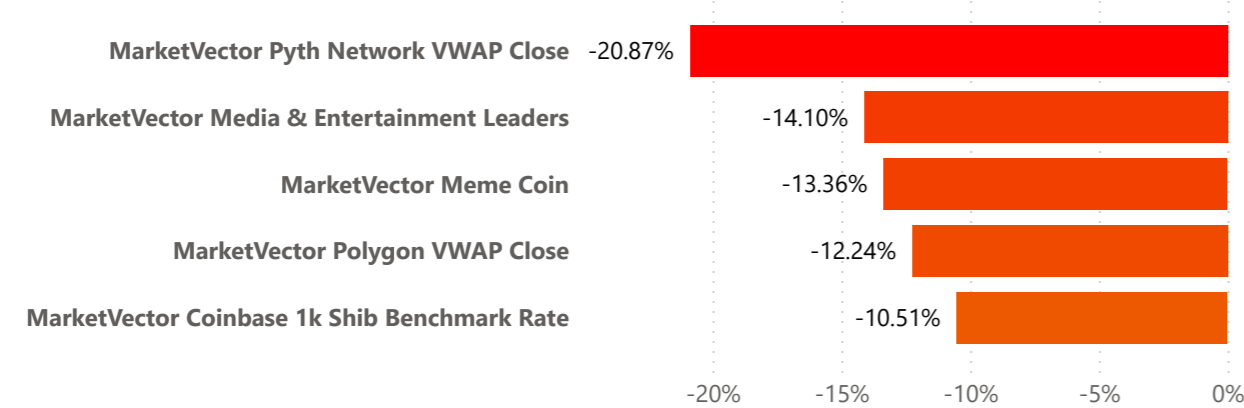 MarketVector Pyth Network VWAP Close -20.87%
MarketVector Media & Entertainment Leaders -14.10%
MarketVector Meme Coin -13.36%
MarketVector Polygon VWAP Close -12.24%
MarketVector Coinbase 1k Shib Benchmark Rate -10.51%
-20% -15% -10% -5% 0%